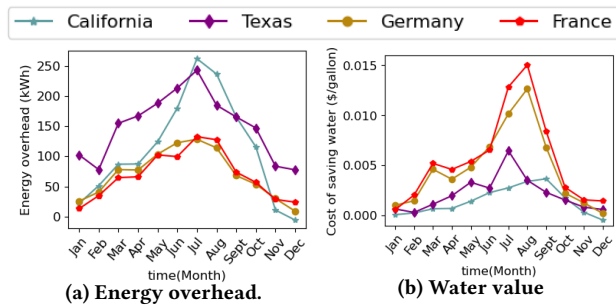 California Texas Germany France
Energy overhead (kWh)
250
200
150
100
50
0
Jan Feb Mar Apr May Jun Jul Aug Sept Oct Nov Dec
time(Month)
(a) Energy overhead.
Cost of saving water ($/gallon)
0.015
0.010
0.005
0.000
Jan Feb Mar Apr May Jun Jul Aug Sept Oct Nov Dec
time(Month)
(b) Water value